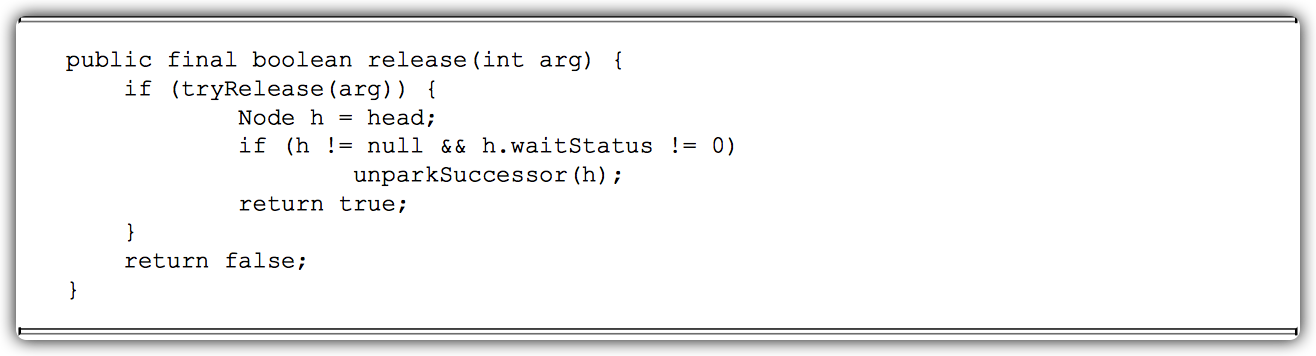 public final boolean release(int arg) {
if (tryRelease(arg)) {
Node h = head;
if (h != null && h.waitStatus != 0)
unparkSuccessor(h);
return true;
}
return false;
}